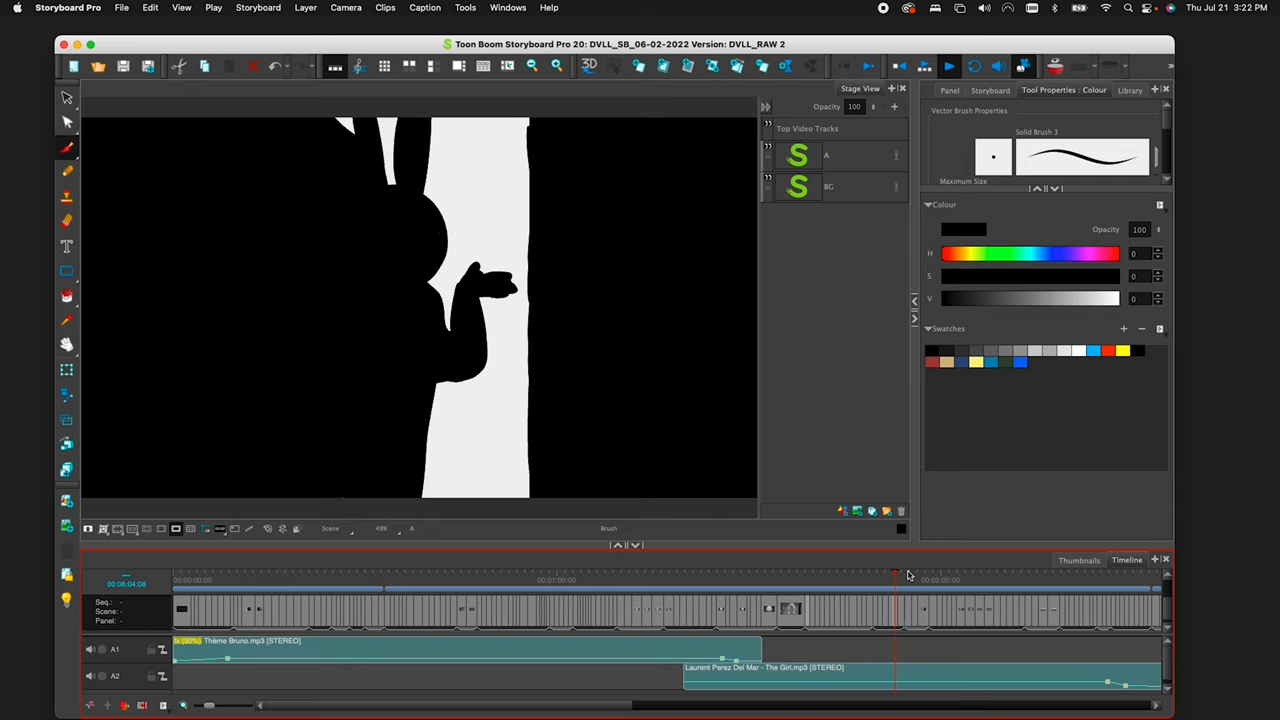 Storyboard Pro File Edit View Play Storyboard Layer Camera Clips Caption Tools Windows Help Thu Jul 21 3:22 PM
Toon Boom Storyboard Pro 20: DVLL_SB_06-02-2022 Version: DVLL_RAW 2
Stage View
Panel Storyboard Tool Properties : Colour Library
Opacity 100
Vector Brush Properties
Top Video Tracks
Solid Brush 3
A
Maximum Size
BG
Colour
Opacity 100
H 0
S 0
V 0
Swatches
Scene 49% A Brush
Thumbnails Timeline
00:06:04:08
00:00:00:00 00:01:00:00 00:02:00:00
Seq.: -
Scene: -
Panel: -
A1 fx (90%) Thème Bruno.mp3 [STEREO]
A2 Laurent Perez Del Mar - The Girl.mp3 [STEREO]